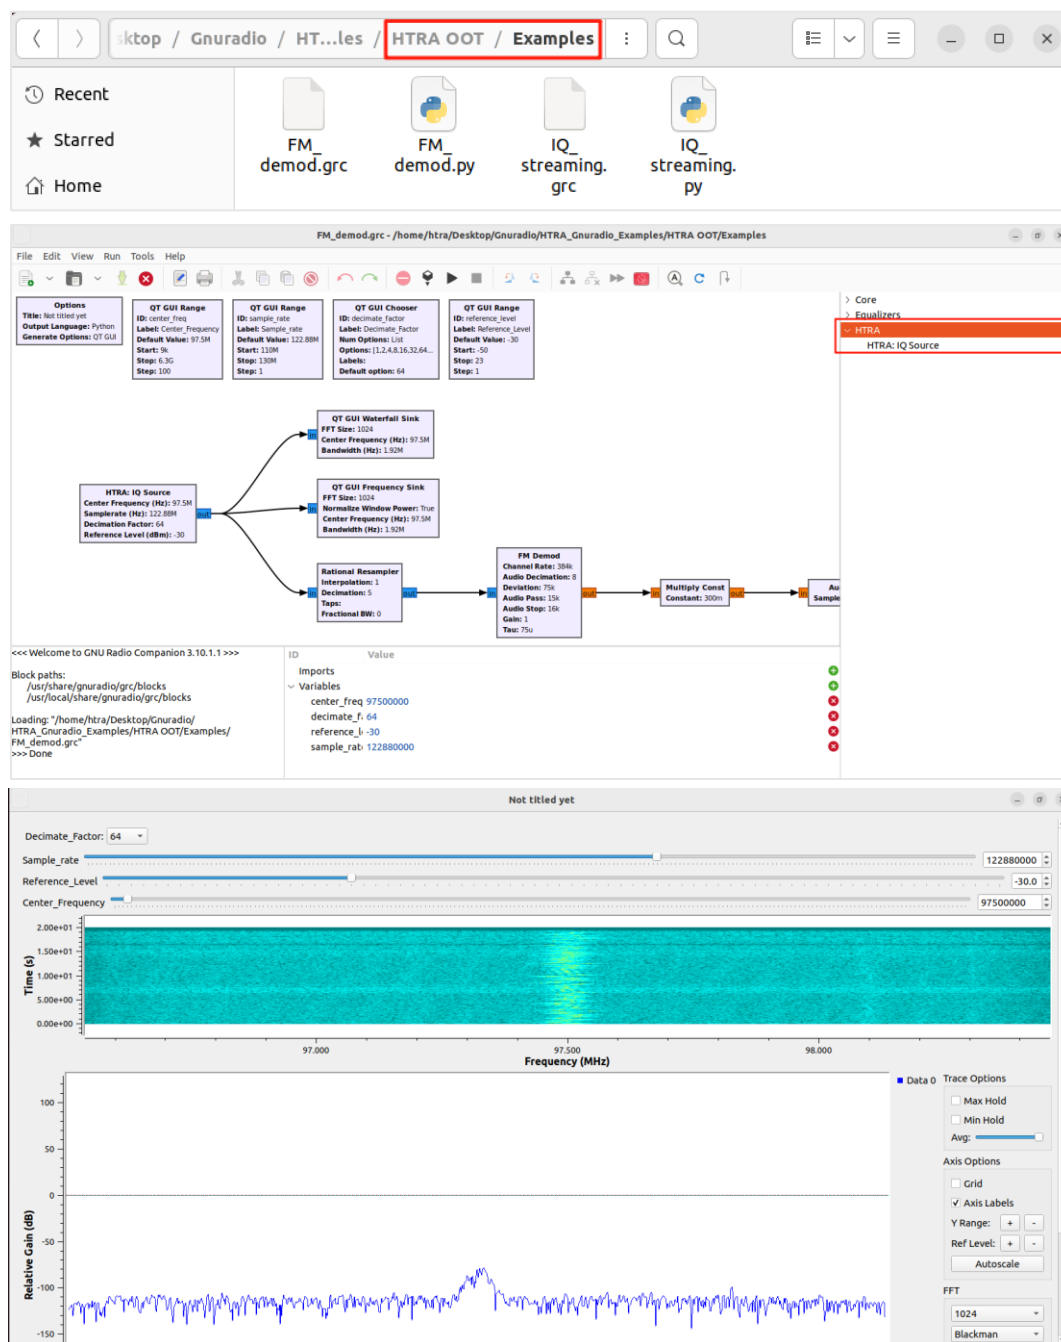 sktop / Gnuradio / HT...les / HTRA OOT / Examples
Recent
Starred
Home
FM_
demod.grc
FM_
demod.py
IQ_
streaming.
grc
IQ_
streaming.
py
FM_demod.grc - /home/htra/Desktop/Gnuradio/HTRA_Gnuradio_Examples/HTRA OOT/Examples
File Edit View Run Tools Help
Options
Title: Not titled yet
Output Language: Python
Generate Options: QT GUI
QT GUI Range
ID: center_freq
Label: Center_Frequency
Default Value: 97.5M
Start: 9k
Stop: 6.3G
Step: 100
QT GUI Range
ID: sample_rate
Label: Sample_rate
Default Value: 122.88M
Start: 110M
Stop: 130M
Step: 1
QT GUI Chooser
ID: decimate_factor
Label: Decimate_Factor
Num Options: List
Options: [1,2,4,8,16,32,64...
Labels:
Default option: 64
QT GUI Range
ID: reference_level
Label: Reference_Level
Default Value: -30
Start: -50
Stop: 23
Step: 1
Core
Equalizers
HTRA
HTRA: IQ Source
QT GUI Waterfall Sink
FFT Size: 1024
Center Frequency (Hz): 97.5M
Bandwidth (Hz): 1.92M
in
HTRA: IQ Source
Center Frequency (Hz): 97.5M
Samplerate (Hz): 122.88M
Decimation Factor: 64
Reference Level (dBm): -30
out
QT GUI Frequency Sink
FFT Size: 1024
Normalize Window Power: True
Center Frequency (Hz): 97.5M
Bandwidth (Hz): 1.92M
in
Rational Resampler
Interpolation: 1
Decimation: 5
Taps:
Fractional BW: 0
in
out
FM Demod
Channel Rate: 384k
Audio Decimation: 8
Deviation: 75k
Audio Pass: 15k
Audio Stop: 16k
Gain: 1
Tau: 75u
in
out
Multiply Const
Constant: 300m
in
out
Au
Sample
in
<<< Welcome to GNU Radio Companion 3.10.1.1 >>>
Block paths:
/usr/share/gnuradio/grc/blocks
/usr/local/share/gnuradio/grc/blocks
Loading: "/home/htra/Desktop/Gnuradio/
HTRA_Gnuradio_Examples/HTRA OOT/Examples/
FM_demod.grc"
>>> Done
ID Value
Imports
Variables
center_freq 97500000
decimate_f 64
reference_l -30
sample_rat 122880000
Not titled yet
Decimate_Factor: 64
Sample_rate 122880000
Reference_Level -30.0
Center_Frequency 97500000
2.00e+01
1.50e+01
1.00e+01
5.00e+00
0.00e+00
Time (s)
97.000 97.500 98.000
Frequency (MHz)
Data 0
Trace Options
Max Hold
Min Hold
Avg:
Axis Options
Grid
Axis Labels
Y Range: + -
Ref Level: + -
Autoscale
FFT
1024
Blackman
100
50
0
-50
-100
-150
Relative Gain (dB)